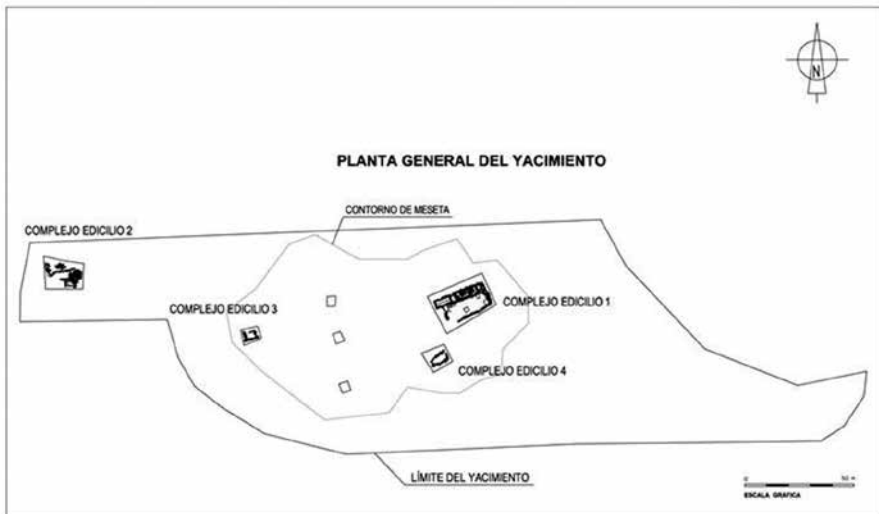 N
PLANTA GENERAL DEL YACIMIENTO
CONTORNO DE MESETA
COMPLEJO EDICILIO 2
COMPLEJO EDICILIO 1
COMPLEJO EDICILIO 3
COMPLEJO EDICILIO 4
LÍMITE DEL YACIMIENTO
0 50 m
ESCALA GRAFICA